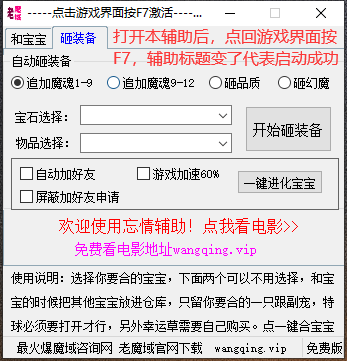 老魔域 -----点击游戏界面按F7激活----...
和宝宝 砸装备
打开本辅助后，点回游戏界面按
F7，辅助标题变了代表启动成功
自动砸装备
追加魔魂1-9 追加魔魂9-12 砸品质 砸幻魔
宝石选择：
物品选择：
开始砸装备
自动加好友 游戏加速60%
屏蔽加好友申请
一键进化宝宝
欢迎使用忘情辅助！点我看电影>>
免费看电影地址wangqing.vip
使用说明：选择你要合的宝宝，下面两个可以不用选择，和宝
宝的时候把其他宝宝放进仓库，只留你要合的一只跟副宠，特
球必须要打开才行，另外幸运草需要自己购买。点一键合宝宝
最火爆魔域咨询网 老魔域官网下载 wangqing.vip 免费版